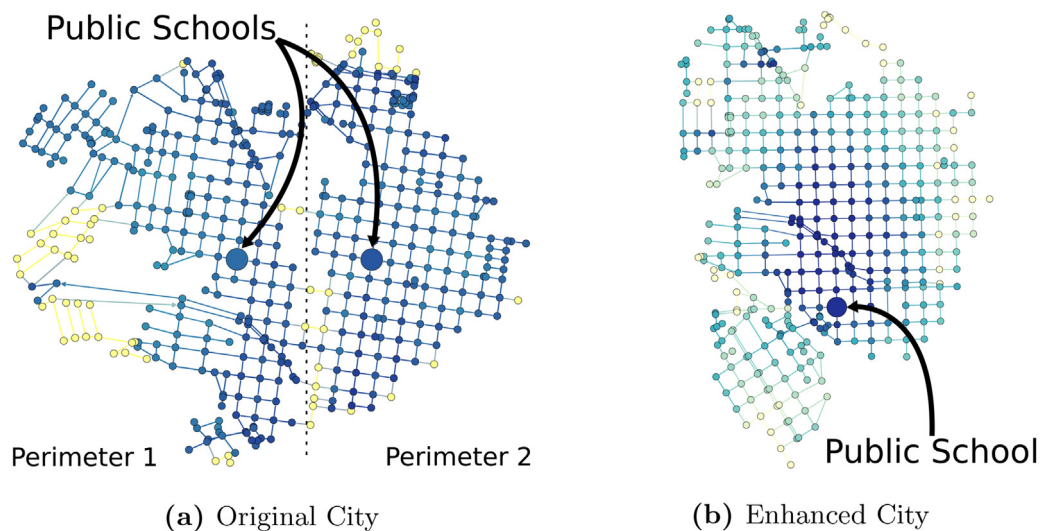 Public Schools
Perimeter 1
Perimeter 2
(a) Original City
Public School
(b) Enhanced City